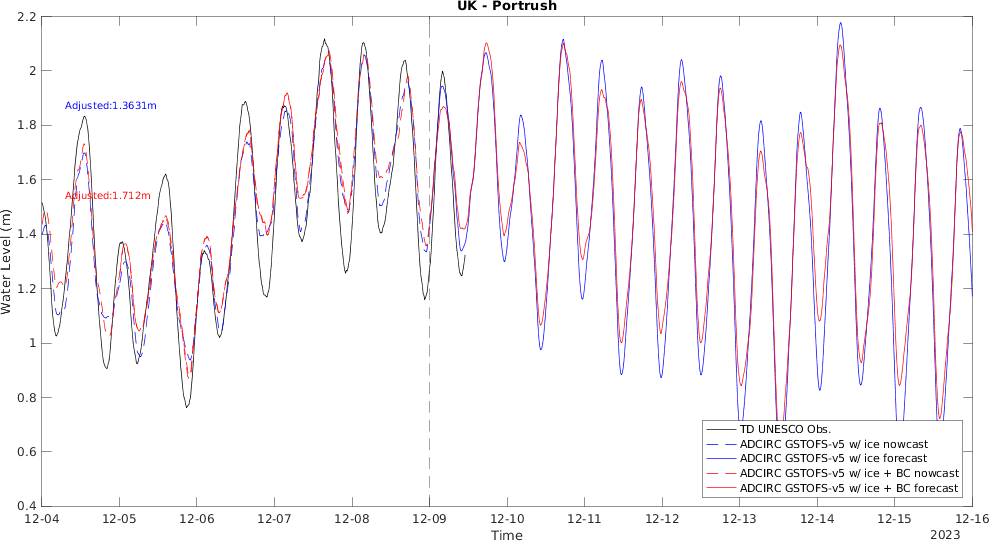 UK - Portrush
2.2
2
1.8
1.6
1.4
1.2
1
0.8
0.6
0.4
Water Level (m)
Adjusted:1.3631m
Adjusted:1.712m
TD UNESCO Obs.
ADCIRC GSTOFS-v5 w/ ice nowcast
ADCIRC GSTOFS-v5 w/ ice forecast
ADCIRC GSTOFS-v5 w/ ice + BC nowcast
ADCIRC GSTOFS-v5 w/ ice + BC forecast
12-04 12-05 12-06 12-07 12-08 12-09 12-10 12-11 12-12 12-13 12-14 12-15 12-16
Time
2023